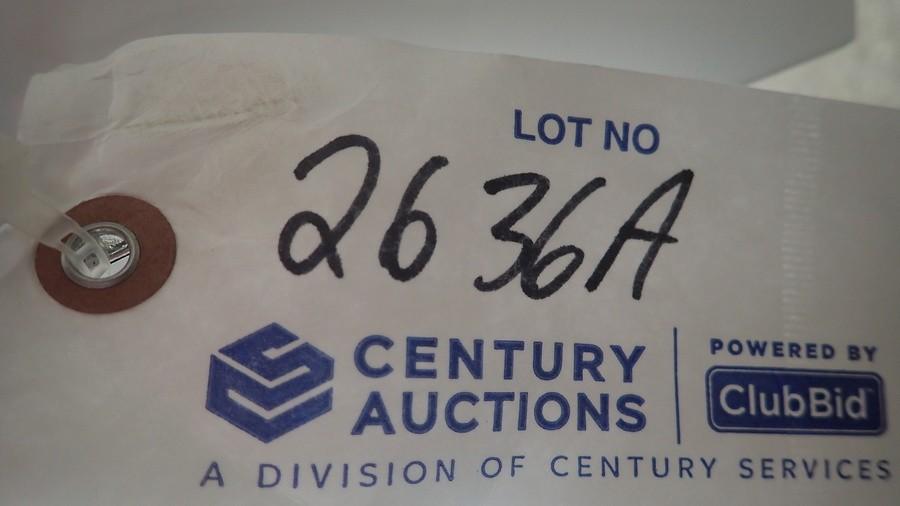 LOT NO
2636A
CENTURY AUCTIONS
POWERED BY
ClubBid
A DIVISION OF CENTURY SERVICES